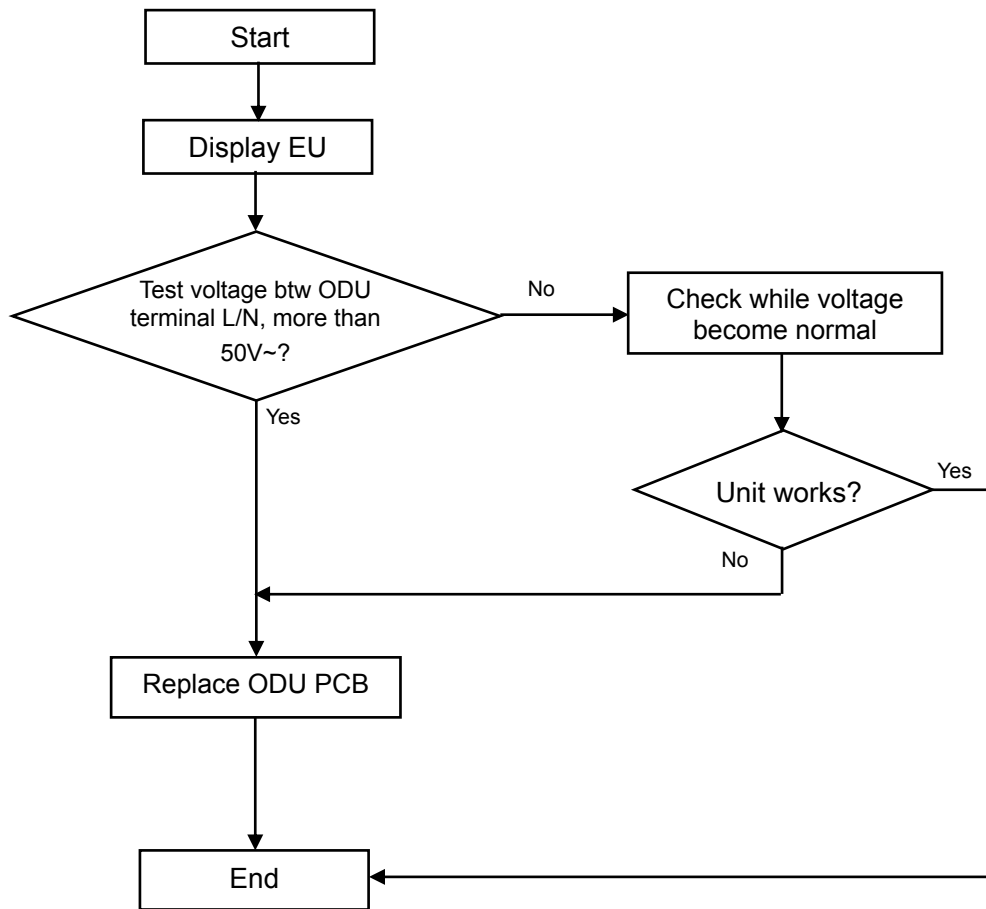 Start
Display EU
Test voltage btw ODU
terminal L/N, more than
50V~?
No
Check while voltage
become normal
Yes
Unit works?
Yes
No
Replace ODU PCB
End